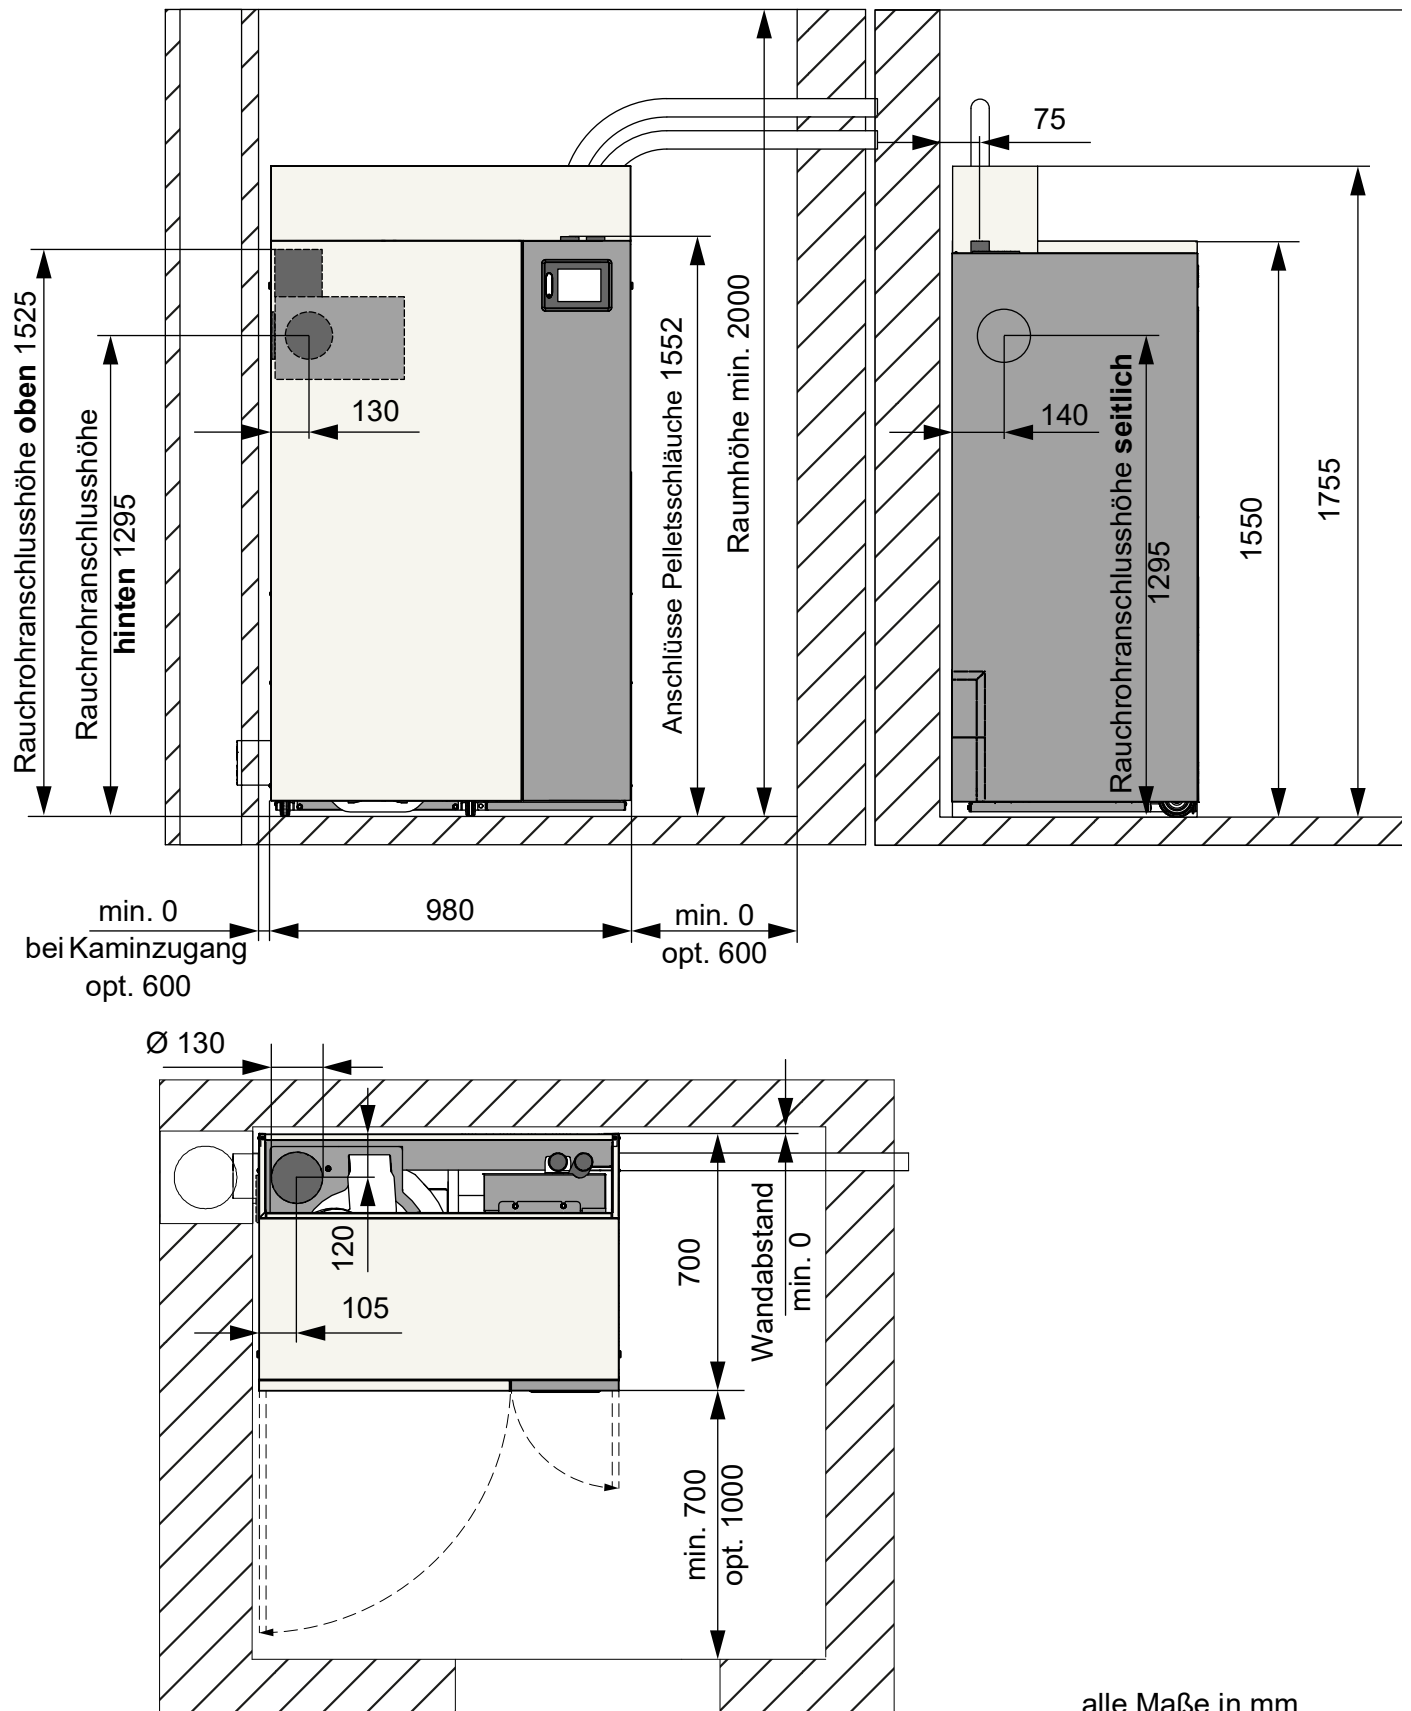 75
Rauchrohranschlusshöhe oben 1525
Rauchrohranschlusshöhe
hinten 1295
130
Anschlüsse Pelletsschläuche 1552
Raumhöhe min. 2000
140
Rauchrohranschlusshöhe seitlich
1295
1550
1755
min. 0
bei Kaminzugang
opt. 600
980
min. 0
opt. 600
Ø 130
120
105
700
Wandabstand
min. 0
min. 700
opt. 1000
alle Maße in mm